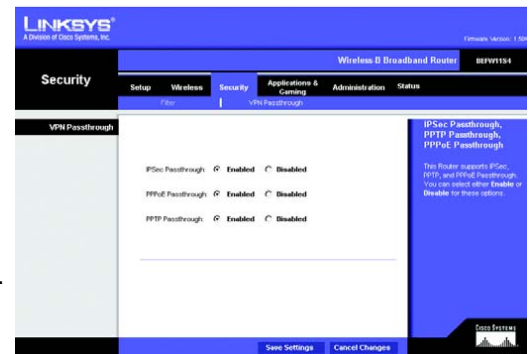 LINKSYS®
A Division of Cisco Systems, Inc.
Firmware Version: 1.50
Wireless-B Broadband Router BEFW11S4
Security
Setup Wireless Security Applications & Gaming Administration Status
Filter VPN Passthrough
VPN Passthrough
IPSec Passthrough: Enabled Disabled
PPPoE Passthrough: Enabled Disabled
PPTP Passthrough: Enabled Disabled
IPSec Passthrough,
PPTP Passthrough,
PPPoE Passthrough
This Router supports IPSec,
PPTP, and PPPoE Passthrough.
You can select either Enable or
Disable for these options.
Save Settings Cancel Changes
CISCO SYSTEMS